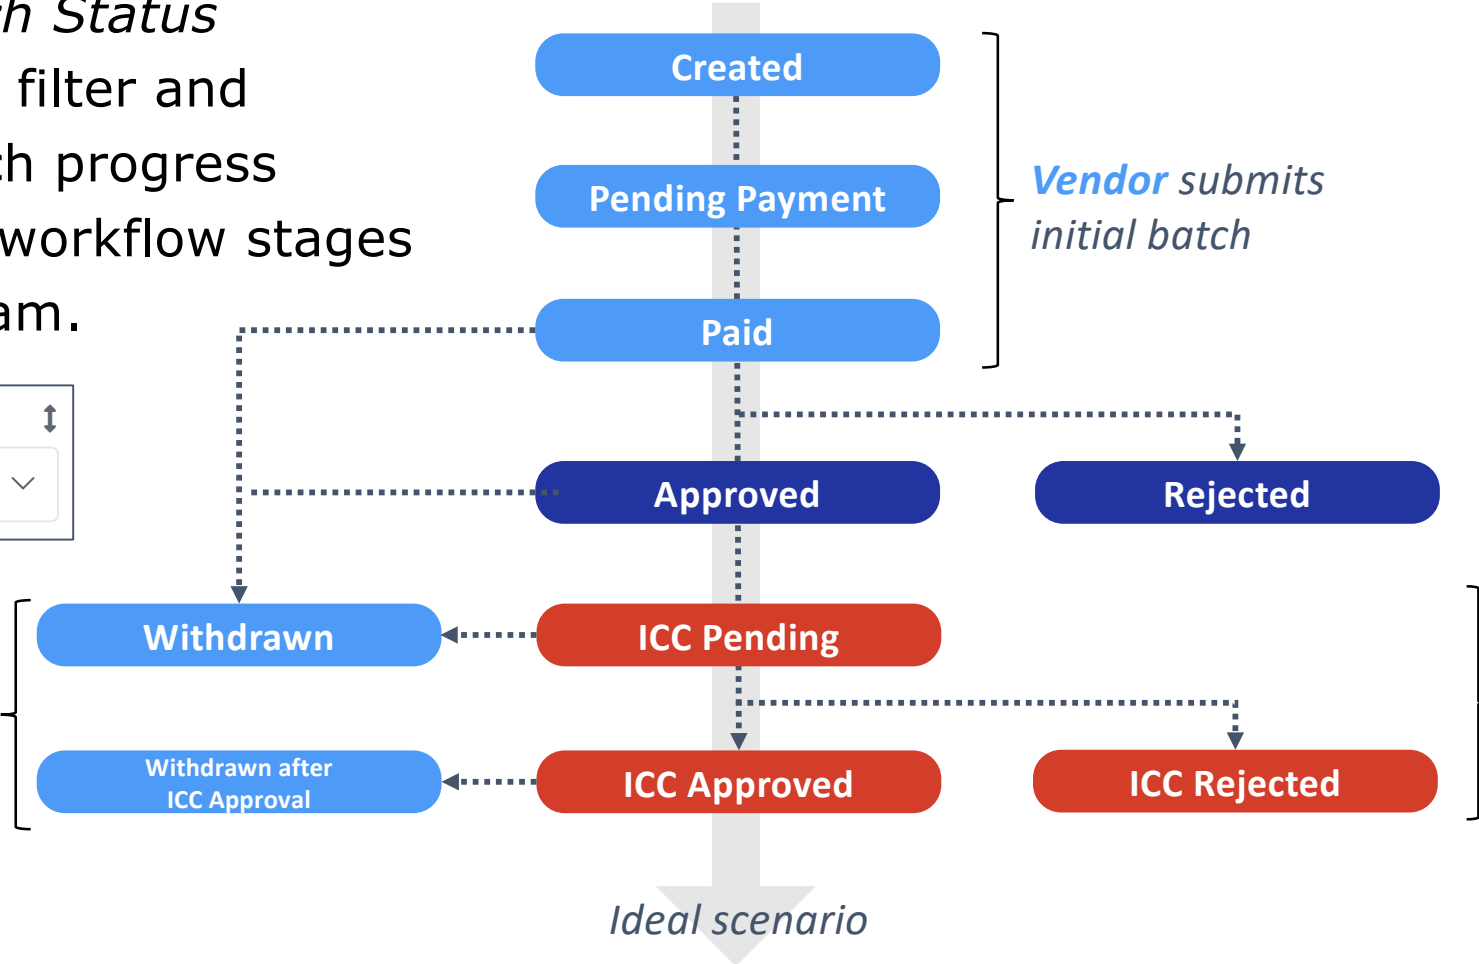 Status
filter and
progress
workflow stages
Created
Pending Payment
Paid
Vendor submits
initial batch
Approved
Rejected
Withdrawn
ICC Pending
Withdrawn after
ICC Approval
ICC Approved
ICC Rejected
Ideal scenario